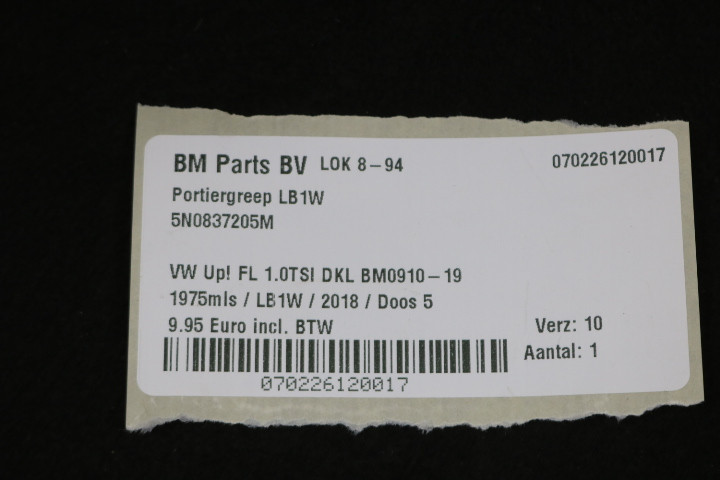 BM Parts BV LOK 8-94 070226120017
Portiergreep LB1W
5N0837205M
VW Up! FL 1.0TSI DKL BM0910-19
1975mls / LB1W / 2018 / Doos 5
9.95 Euro incl. BTW Verz: 10
Aantal: 1
070226120017